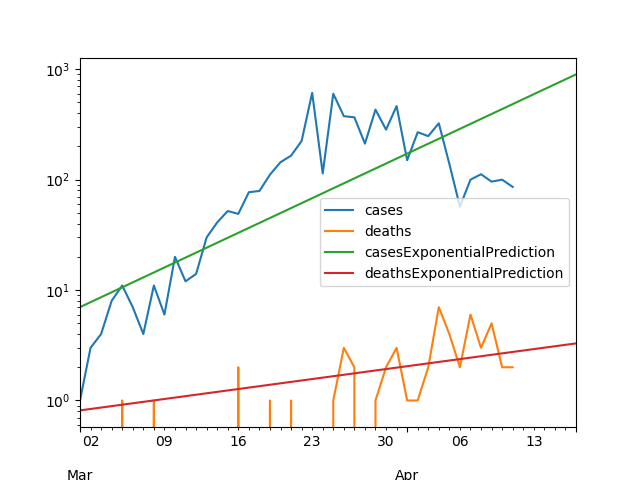 10³
10²
10¹
10⁰
cases
deaths
casesExponentialPrediction
deathsExponentialPrediction
02 09 16 23 30 06 13
Mar Apr